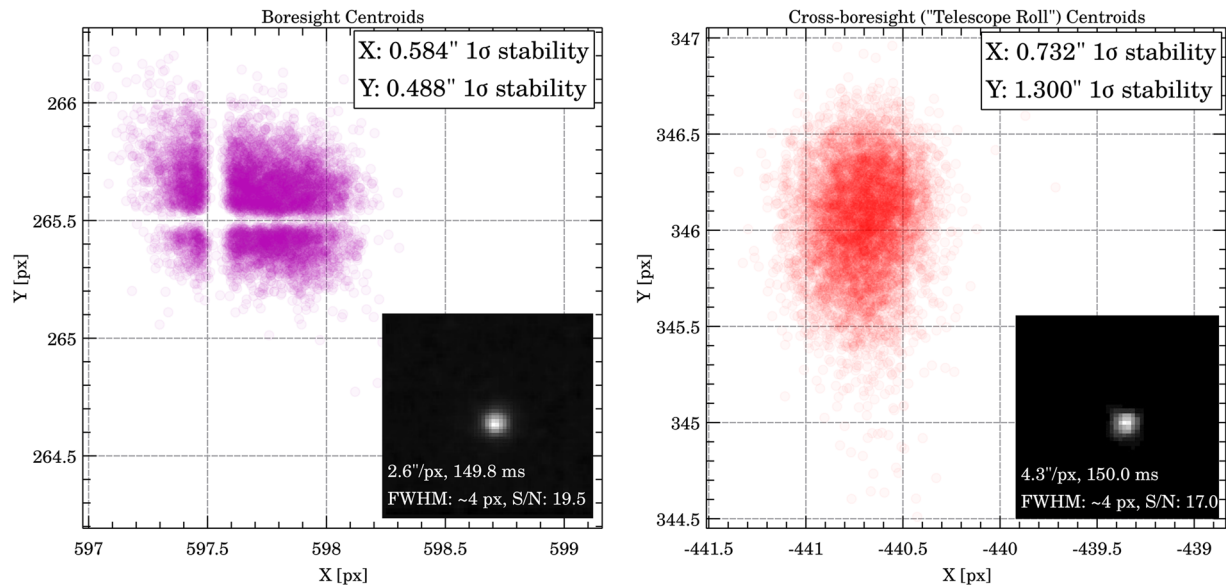 Boresight Centroids
X: 0.584" 1σ stability
Y: 0.488" 1σ stability
266
265.5
265
264.5
Y [px]
2.6"/px, 149.8 ms
FWHM: ~4 px, S/N: 19.5
597
597.5
598
598.5
599
X [px]
Cross-boresight ("Telescope Roll") Centroids
X: 0.732" 1σ stability
Y: 1.300" 1σ stability
347
346.5
346
345.5
345
344.5
Y [px]
4.3"/px, 150.0 ms
FWHM: ~4 px, S/N: 17.0
-441.5
-441
-440.5
-440
-439.5
-439
X [px]